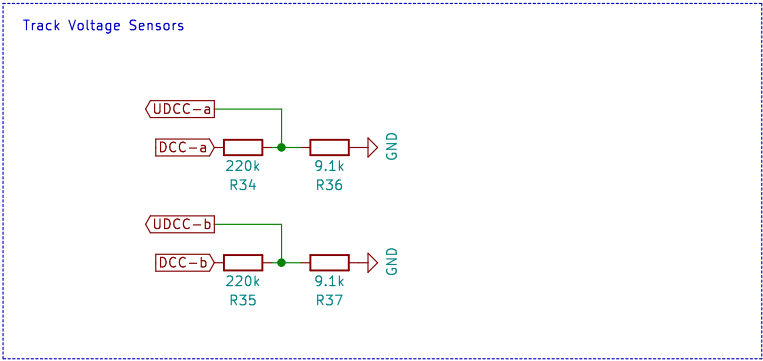 Track Voltage Sensors
UDCC-a
DCC-a
220k
R34
9.1k
R36
GND
UDCC-b
DCC-b
220k
R35
9.1k
R37
GND